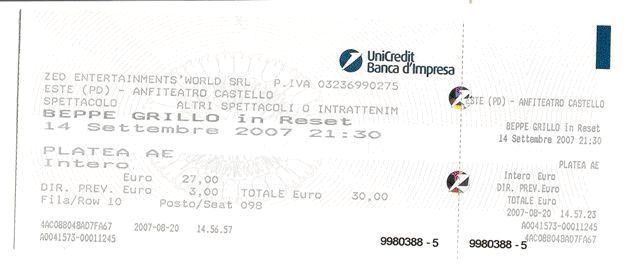 UniCredit
Banca d'Impresa
ZED ENTERTAINMENTS'WORLD SRL P.IVA 03236990275
ESTE (PD) - ANFITEATRO CASTELLO
SPETTACOLO ALTRI SPETTACOLI O INTRATTENIM
BEPPE GRILLO in Reset
14 Settembre 2007 21:30
PLATEA AE
Intero
Euro 27,00
DIR. PREV. Euro 3,00 TOTALE Euro 30,00
Fila/Row 10 Posto/Seat 098
4AC08804BAD7FA67 2007-08-20 14.56.57
A0041573-00011245
9980388 - 5
ESTE (PD) - ANFITEATRO CASTELLO
BEPPE GRILLO in Reset
14 Settembre 2007 21:30
PLATEA AE
Intero Euro
DIR. PREV.Euro
TOTALE Euro
2007-08-20 14.57.23
4AC08804BAD7FA67
A0041573-00011245
9980388 - 5